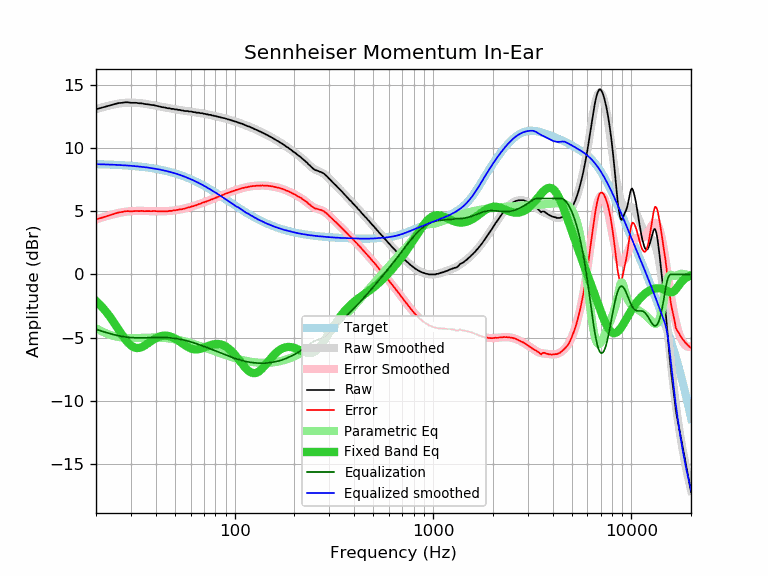 Sennheiser Momentum In-Ear
Amplitude (dBr)
15
10
5
0
−5
−10
−15
Target
Raw Smoothed
Error Smoothed
Raw
Error
Parametric Eq
Fixed Band Eq
Equalization
Equalized smoothed
100
1000
10000
Frequency (Hz)